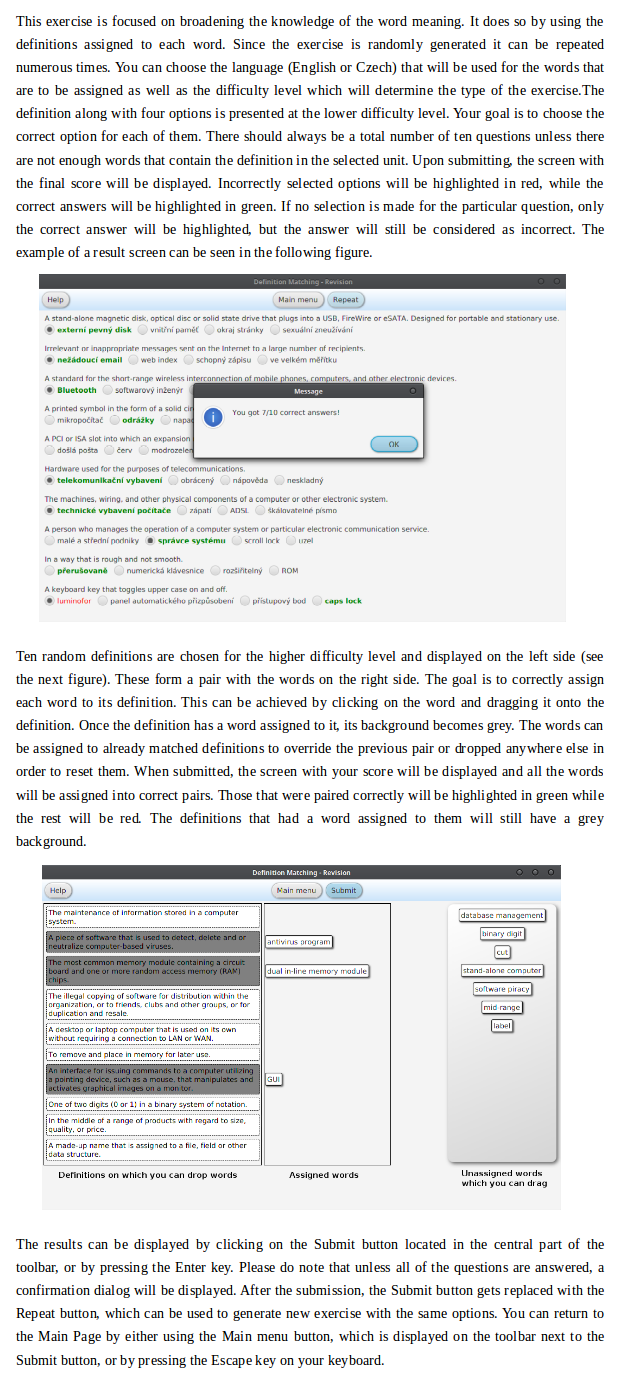 This exercise is focused on broadening the knowledge of the word meaning. It does so by using the
definitions assigned to each word. Since the exercise is randomly generated it can be repeated
numerous times. You can choose the language (English or Czech) that will be used for the words that
are to be assigned as well as the difficulty level which will determine the type of the exercise.The
definition along with four options is presented at the lower difficulty level. Your goal is to choose the
correct option for each of them. There should always be a total number of ten questions unless there
are not enough words that contain the definition in the selected unit. Upon submitting, the screen with
the final score will be displayed. Incorrectly selected options will be highlighted in red, while the
correct answers will be highlighted in green. If no selection is made for the particular question, only
the correct answer will be highlighted, but the answer will still be considered as incorrect. The
example of a result screen can be seen in the following figure.
Definition Matching - Revision
Help Main menu Repeat
A stand-alone magnetic disk, optical disc or solid state drive that plugs into a USB, FireWire or eSATA. Designed for portable and stationary use.
externí pevný disk vnitřní paměť okraj stránky sexuální zneužívání
Irrelevant or inappropriate messages sent on the Internet to a large number of recipients.
nežádoucí email web index schopný zápisu ve velkém měřítku
A standard for the short-range wireless interconnection of mobile phones, computers, and other electronic devices.
Bluetooth softwarový inženýr
Message
A printed symbol in the form of a solid cir
You got 7/10 correct answers!
mikropočítač odrážky napad
A PCI or ISA slot into which an expansion
OK
došlá pošta červ modrozelen
Hardware used for the purposes of telecommunications.
telekomunikační vybavení obrácený nápověda neskladný
The machines, wiring, and other physical components of a computer or other electronic system.
technické vybavení počítače zápatí ADSL škálovatelné písmo
A person who manages the operation of a computer system or particular electronic communication service.
malé a střední podniky správce systému scroll lock uzel
In a way that is rough and not smooth.
přerušovaně numerická klávesnice rozšiřitelný ROM
A keyboard key that toggles upper case on and off.
luminofor panel automatického přizpůsobení přístupový bod caps lock
Ten random definitions are chosen for the higher difficulty level and displayed on the left side (see
the next figure). These form a pair with the words on the right side. The goal is to correctly assign
each word to its definition. This can be achieved by clicking on the word and dragging it onto the
definition. Once the definition has a word assigned to it, its background becomes grey. The words can
be assigned to already matched definitions to override the previous pair or dropped anywhere else in
order to reset them. When submitted, the screen with your score will be displayed and all the words
will be assigned into correct pairs. Those that were paired correctly will be highlighted in green while
the rest will be red. The definitions that had a word assigned to them will still have a grey
background.
Definition Matching - Revision
Help Main menu Submit
The maintenance of information stored in a computer
system.
A piece of software that is used to detect, delete and or
neutralize computer-based viruses.
The most common memory module containing a circuit
board and one or more random access memory (RAM)
chips.
The illegal copying of software for distribution within the
organization, or to friends, clubs and other groups, or for
duplication and resale.
A desktop or laptop computer that is used on its own
without requiring a connection to LAN or WAN.
To remove and place in memory for later use.
An interface for issuing commands to a computer utilizing
a pointing device, such as a mouse, that manipulates and
activates graphical images on a monitor.
One of two digits (0 or 1) in a binary system of notation.
In the middle of a range of products with regard to size,
quality, or price.
A made-up name that is assigned to a file, field or other
data structure.
Definitions on which you can drop words
antivirus program
dual in-line memory module
GUI
Assigned words
database management
binary digit
cut
stand-alone computer
software piracy
mid-range
label
Unassigned words
which you can drag
The results can be displayed by clicking on the Submit button located in the central part of the
toolbar, or by pressing the Enter key. Please do note that unless all of the questions are answered, a
confirmation dialog will be displayed. After the submission, the Submit button gets replaced with the
Repeat button, which can be used to generate new exercise with the same options. You can return to
the Main Page by either using the Main menu button, which is displayed on the toolbar next to the
Submit button, or by pressing the Escape key on your keyboard.